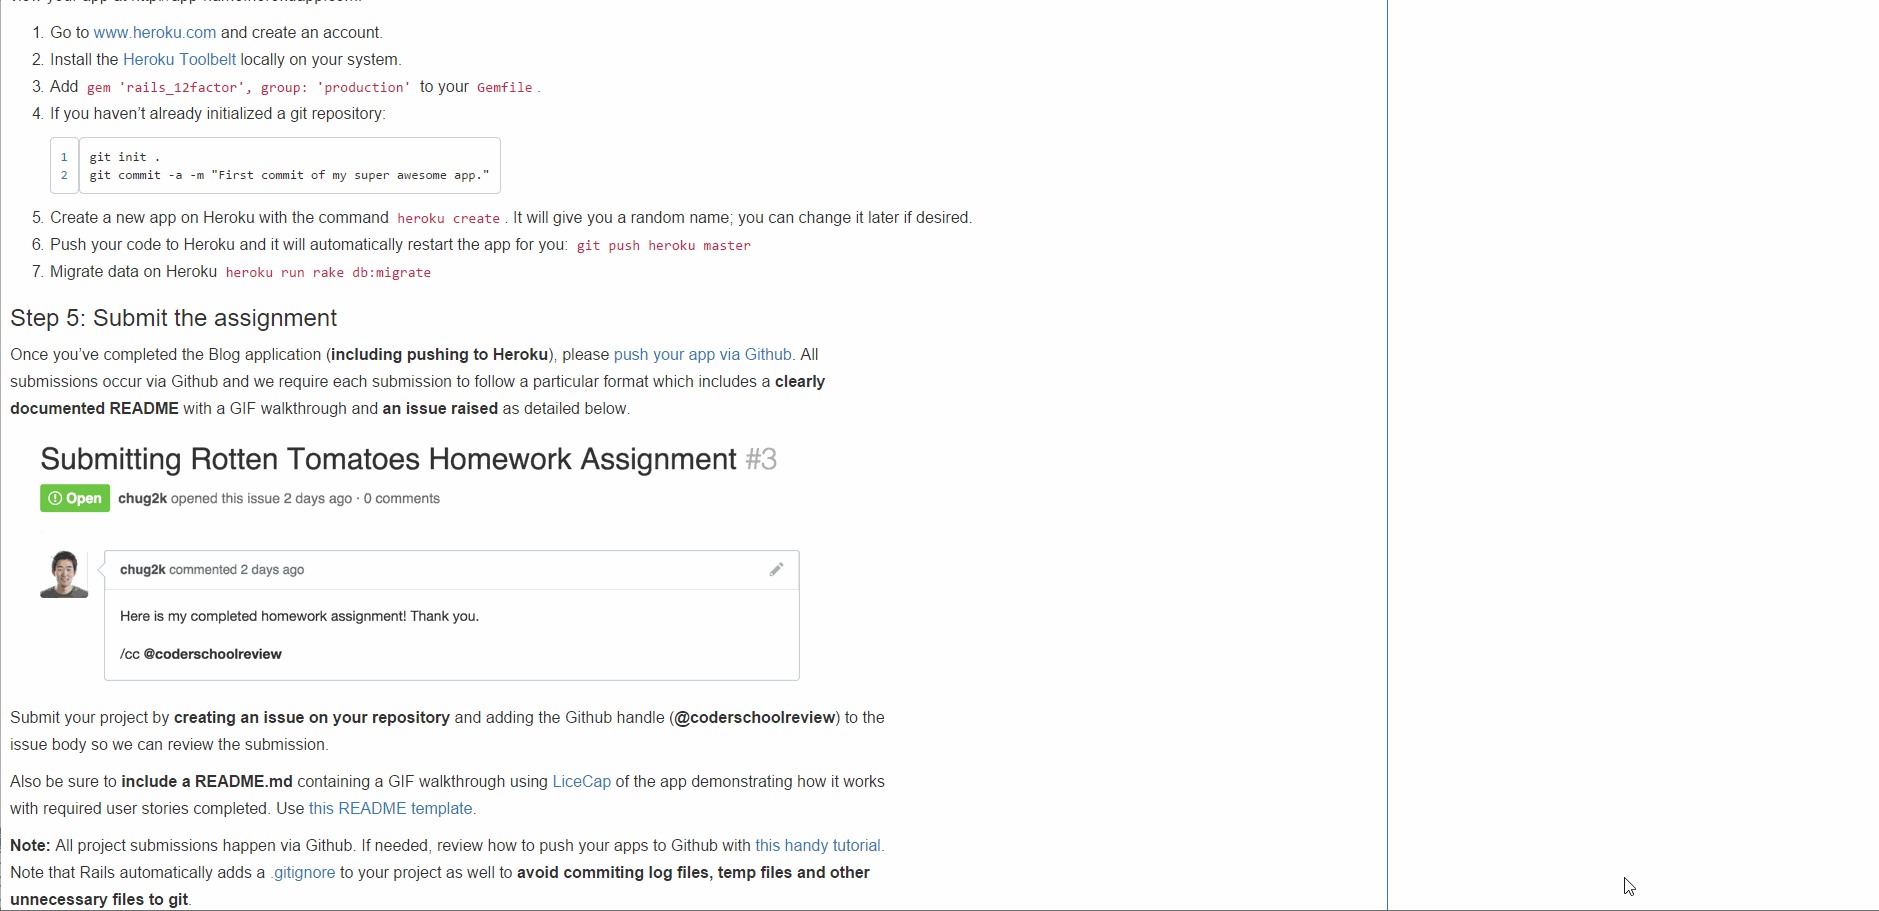 1. Go to www.heroku.com and create an account.
2. Install the Heroku Toolbelt locally on your system.
3. Add gem 'rails_12factor', group: 'production' to your Gemfile .
4. If you haven’t already initialized a git repository:
1 git init .
2 git commit -a -m "First commit of my super awesome app."
5. Create a new app on Heroku with the command heroku create . It will give you a random name; you can change it later if desired.
6. Push your code to Heroku and it will automatically restart the app for you: git push heroku master
7. Migrate data on Heroku heroku run rake db:migrate
Step 5: Submit the assignment
Once you’ve completed the Blog application (including pushing to Heroku), please push your app via Github. All
submissions occur via Github and we require each submission to follow a particular format which includes a clearly
documented README with a GIF walkthrough and an issue raised as detailed below.
Submitting Rotten Tomatoes Homework Assignment #3
Open chug2k opened this issue 2 days ago · 0 comments
chug2k commented 2 days ago
Here is my completed homework assignment! Thank you.
/cc @coderschoolreview
Submit your project by creating an issue on your repository and adding the Github handle (@coderschoolreview) to the
issue body so we can review the submission.
Also be sure to include a README.md containing a GIF walkthrough using LiceCap of the app demonstrating how it works
with required user stories completed. Use this README template.
Note: All project submissions happen via Github. If needed, review how to push your apps to Github with this handy tutorial.
Note that Rails automatically adds a .gitignore to your project as well to avoid commiting log files, temp files and other
unnecessary files to git.